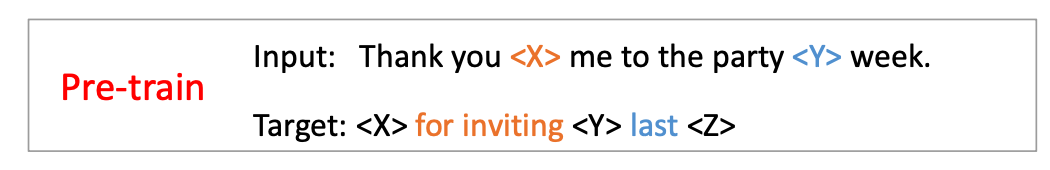 Pre-train
Input: Thank you <X> me to the party <Y> week.
Target: <X> for inviting <Y> last <Z>